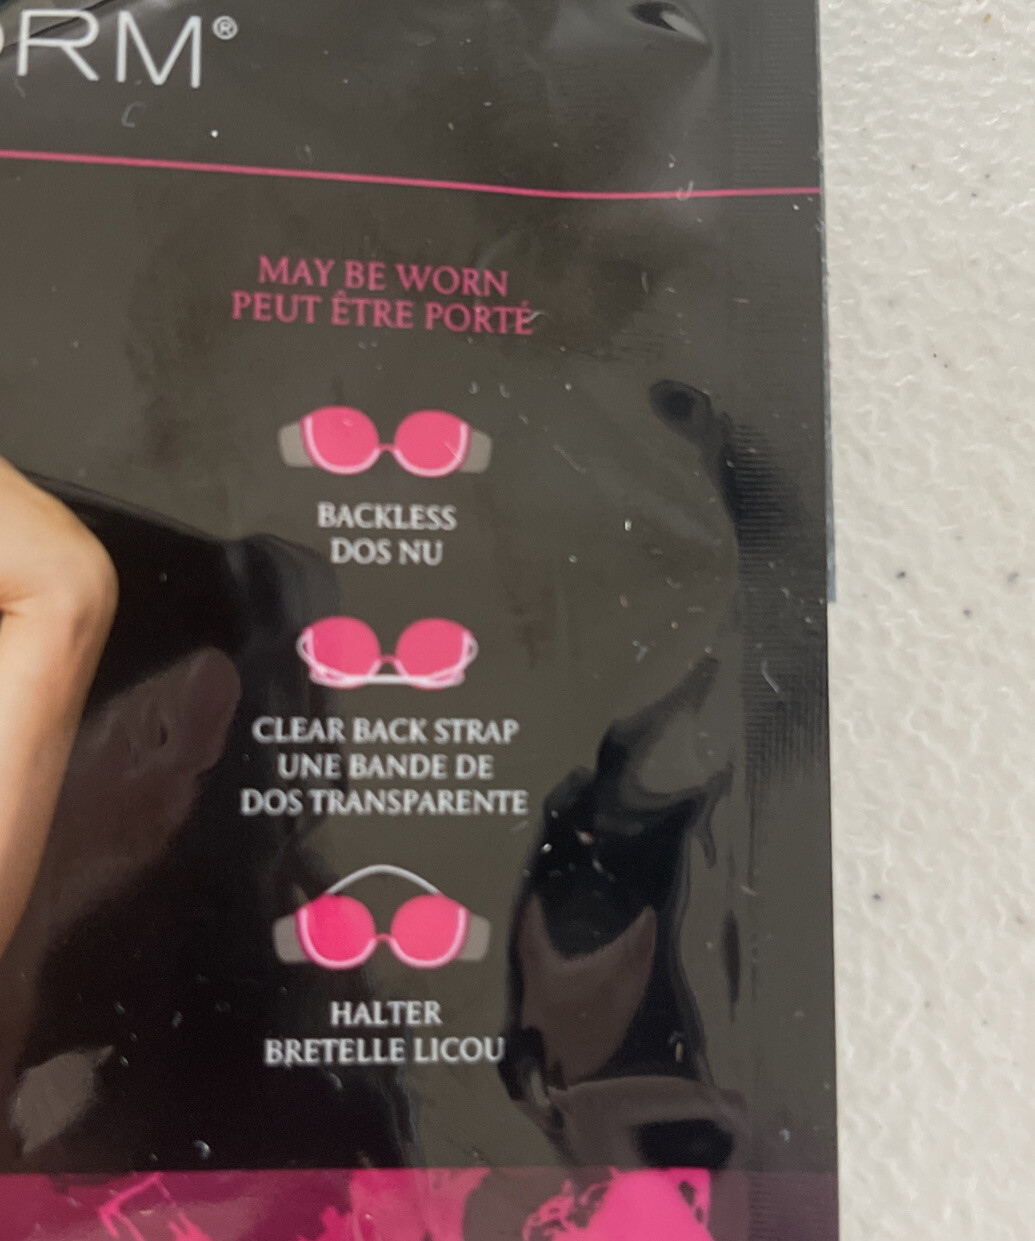 ORM®
MAY BE WORN
PEUT ÊTRE PORTÉ
BACKLESS
DOS NU
CLEAR BACK STRAP
UNE BANDE DE
DOS TRANSPARENTE
HALTER
BRETELLE LICOU